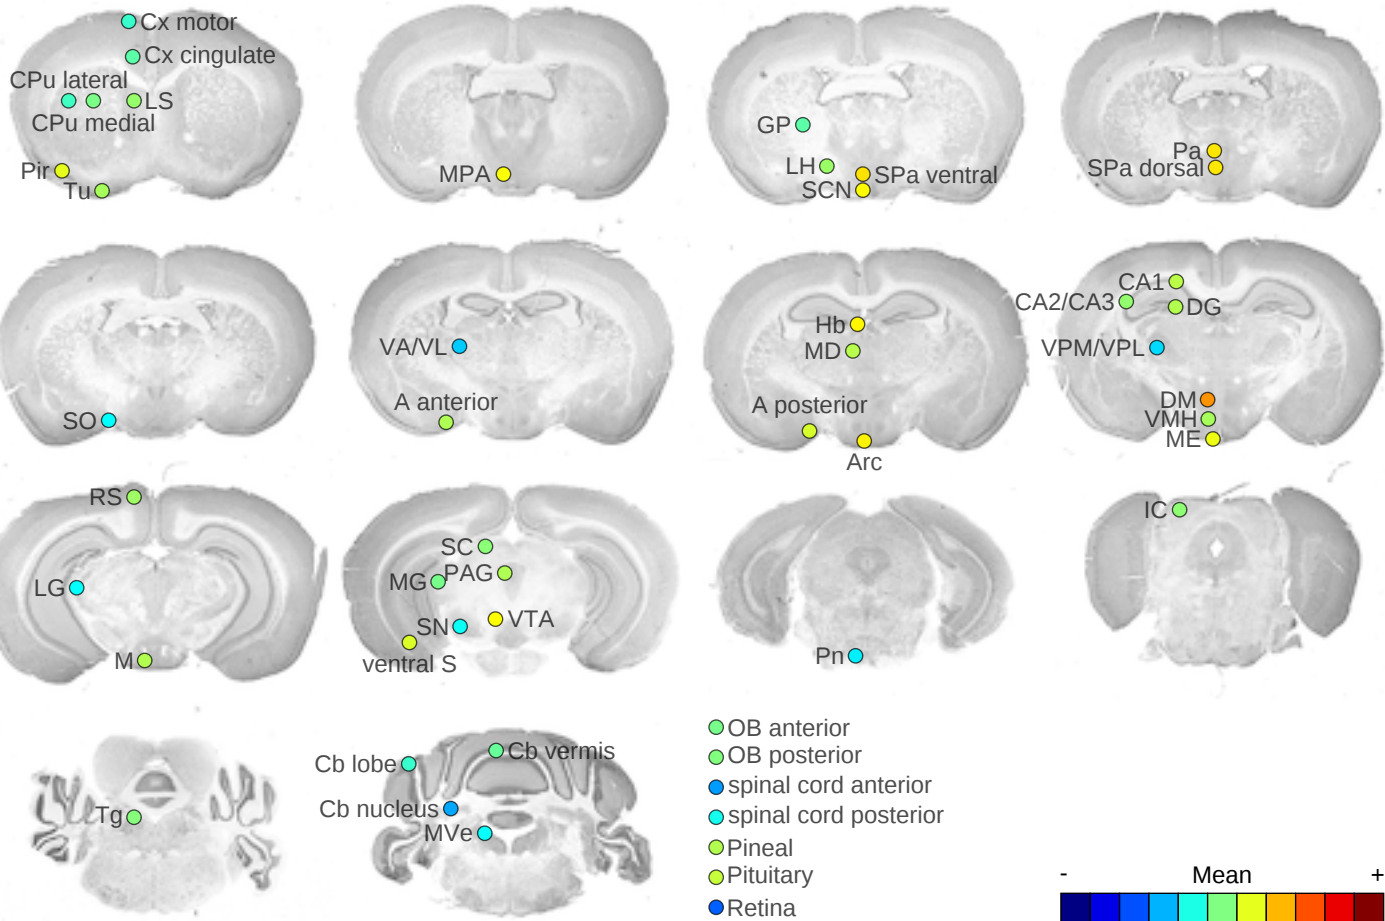 Cx motor
Cx cingulate
CPu lateral
LS
CPu medial
Pir
Tu
MPA
GP
LH
SPa ventral
SCN
Pa
SPa dorsal
SO
VA/VL
A anterior
Hb
MD
A posterior
Arc
CA1
CA2/CA3
DG
VPM/VPL
DM
VMH
ME
RS
LG
M
SC
MG
PAG
SN
VTA
ventral S
Pn
IC
Tg
Cb lobe
Cb vermis
Cb nucleus
MVe
OB anterior
OB posterior
spinal cord anterior
spinal cord posterior
Pineal
Pituitary
Retina
- Mean +